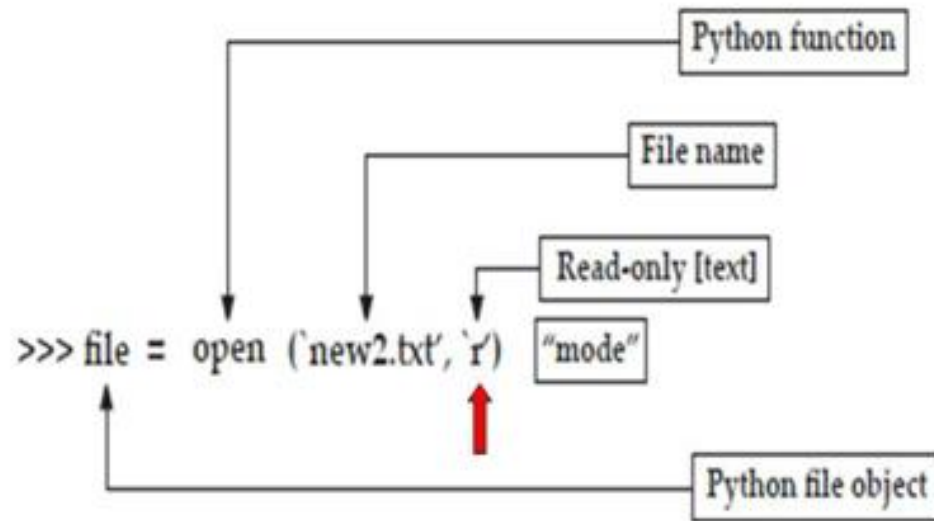 Python function
File name
Read-only [text]
>>> file = open (`new2.txt’, `r’) “mode”
Python file object